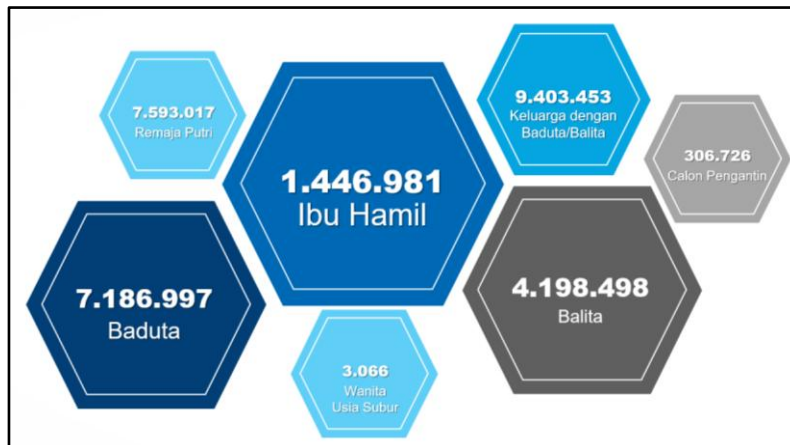 7.593.017
Remaja Putri
1.446.981
Ibu Hamil
9.403.453
Keluarga dengan
Baduta/Balita
306.726
Calon Pengantin
7.186.997
Baduta
3.066
Wanita
Usia Subur
4.198.498
Balita